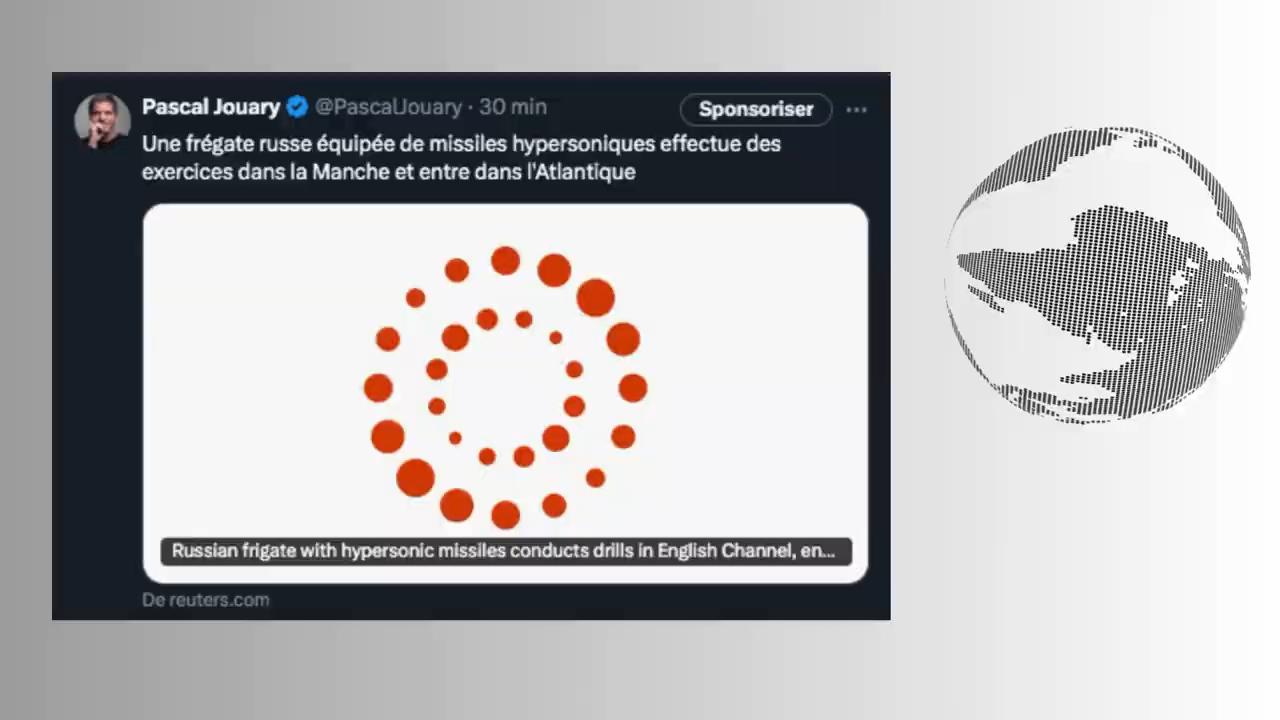 Pascal Jouary @PascalJouary · 30 min Sponsoriser ···
Une frégate russe équipée de missiles hypersoniques effectue des
exercices dans la Manche et entre dans l'Atlantique
Russian frigate with hypersonic missiles conducts drills in English Channel, en...
De reuters.com